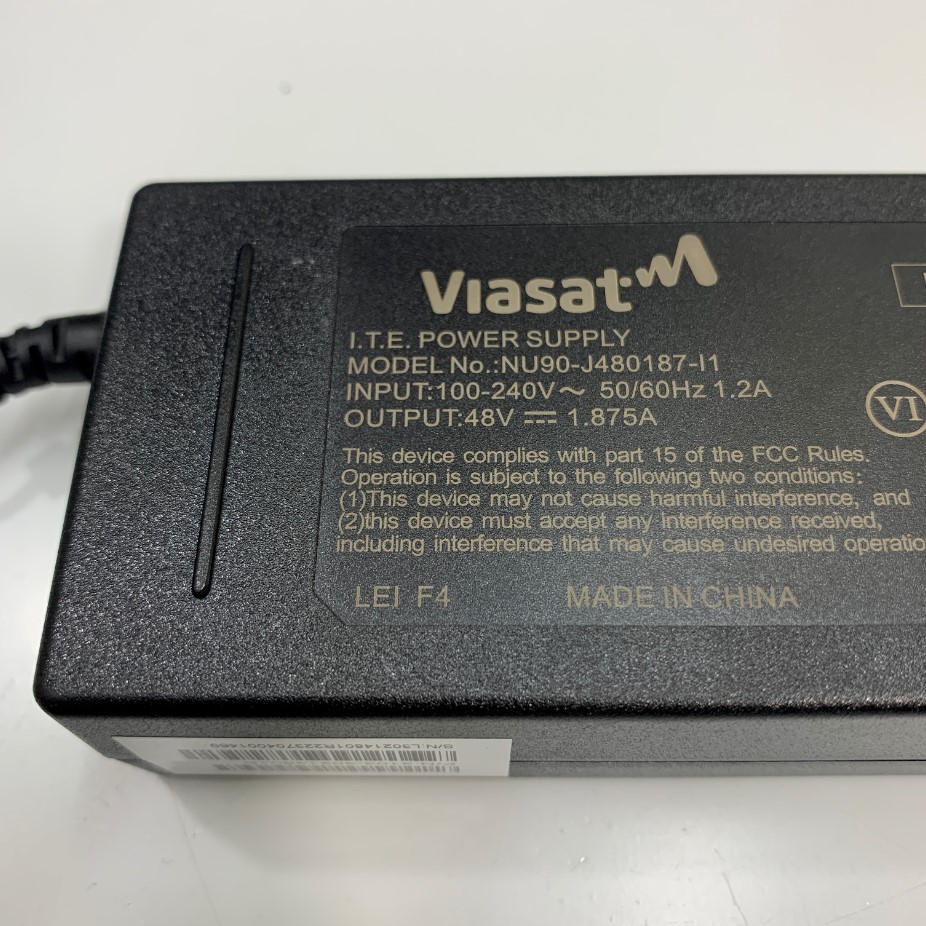 Viasat
I.T.E. POWER SUPPLY
MODEL No.:NU90-J480187-I1
INPUT:100-240V～ 50/60Hz 1.2A
OUTPUT:48V ⎓ 1.875A
VI
This device complies with part 15 of the FCC Rules.
Operation is subject to the following two conditions:
(1)This device may not cause harmful interference, and
(2)this device must accept any interference received,
including interference that may cause undesired operatio
LEI F4 MADE IN CHINA